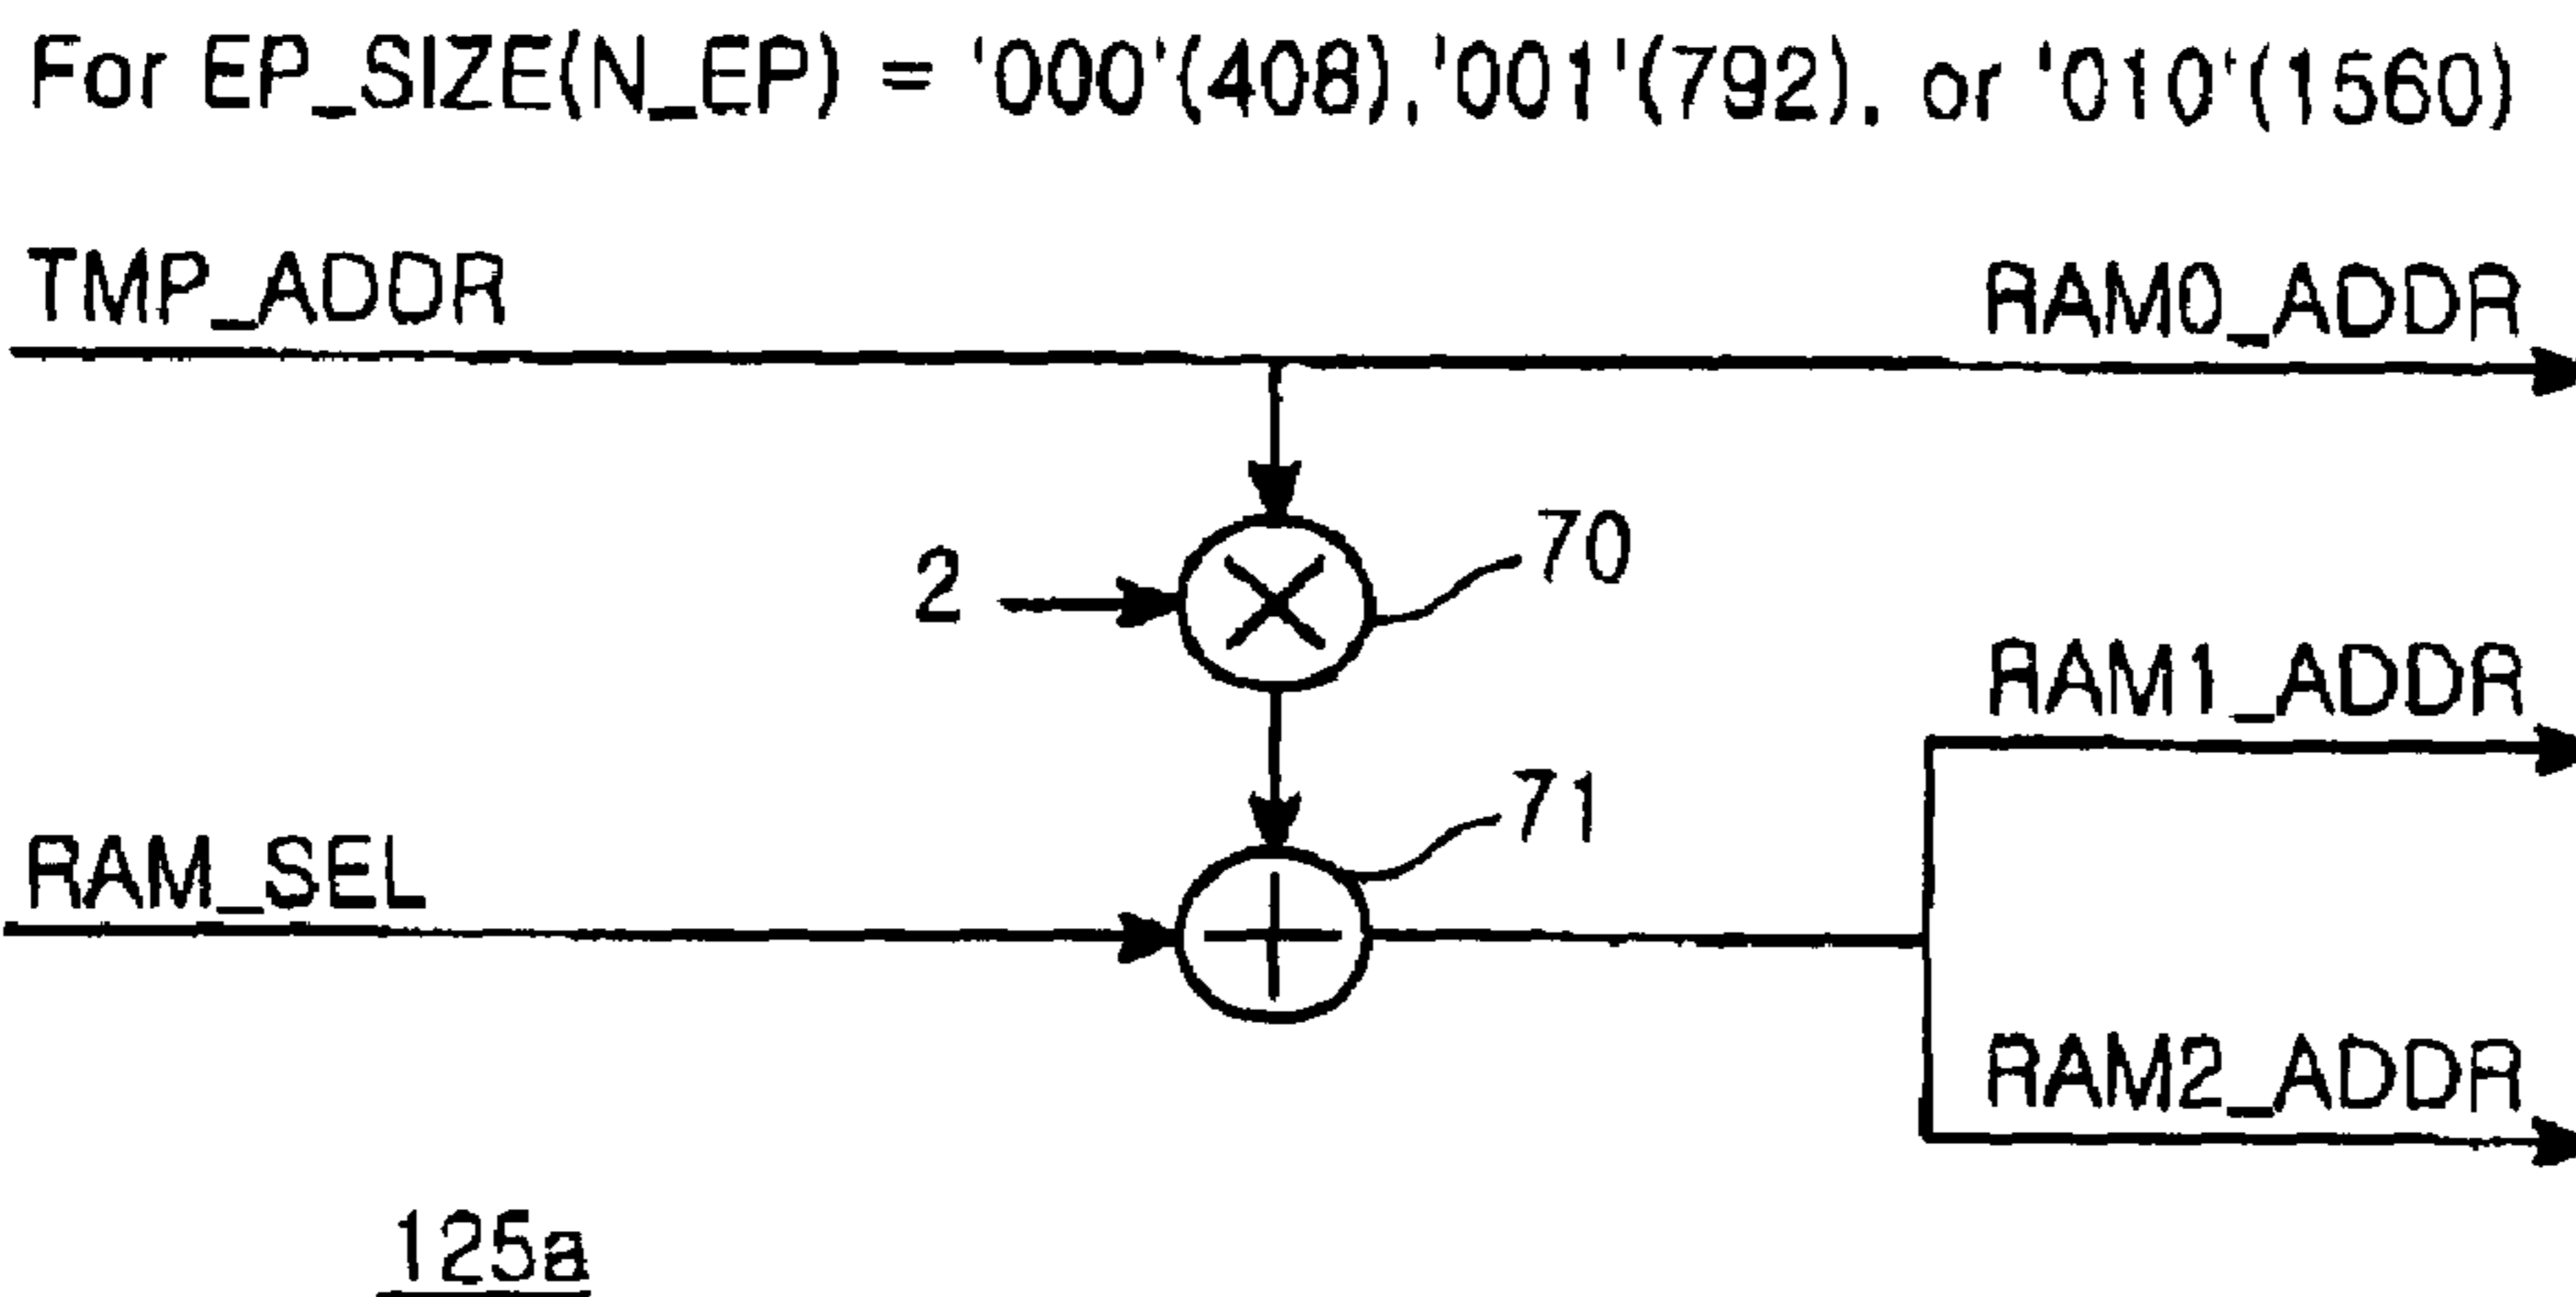 For EP_SIZE(N_EP) = '000'(408),'001'(792), or '010'(1560)
TMP_ADDR
RAM0_ADDR
2
70
RAM1_ADDR
71
RAM_SEL
RAM2_ADDR
125a